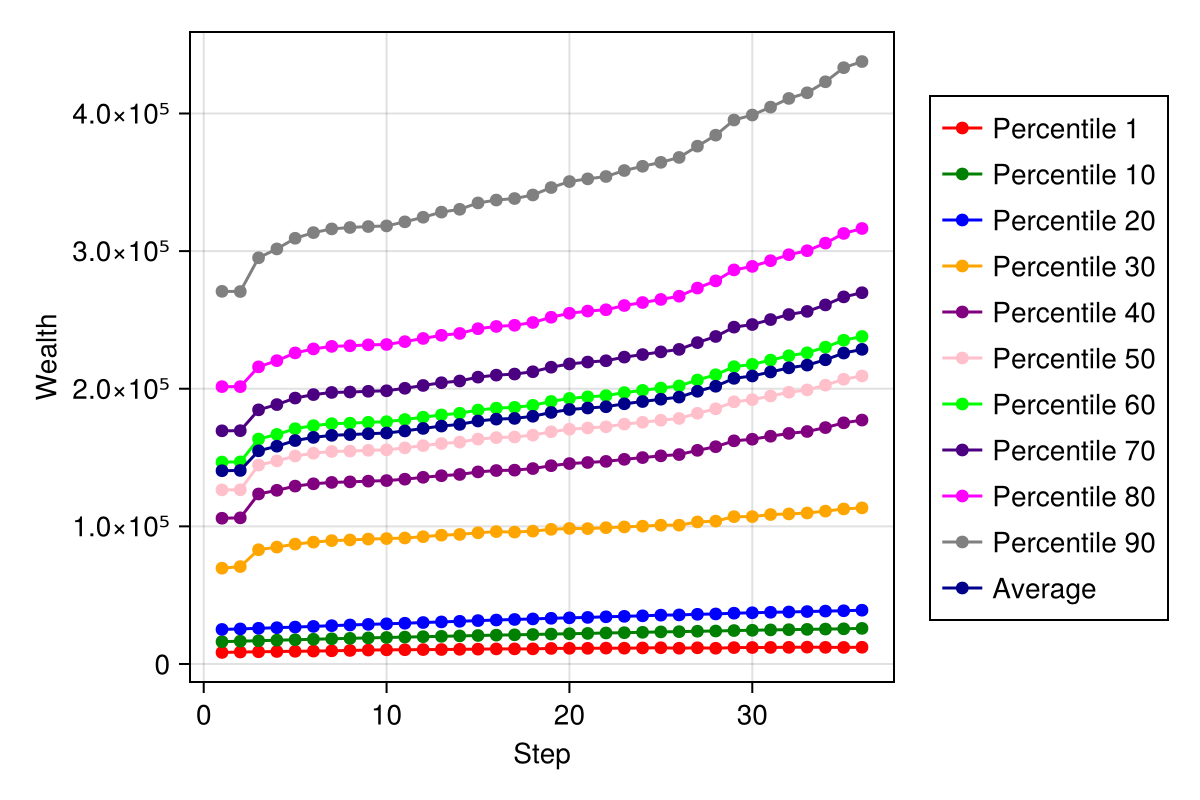 4.0×10⁵
3.0×10⁵
2.0×10⁵
1.0×10⁵
0
Wealth
0 10 20 30
Step
Percentile 1
Percentile 10
Percentile 20
Percentile 30
Percentile 40
Percentile 50
Percentile 60
Percentile 70
Percentile 80
Percentile 90
Average